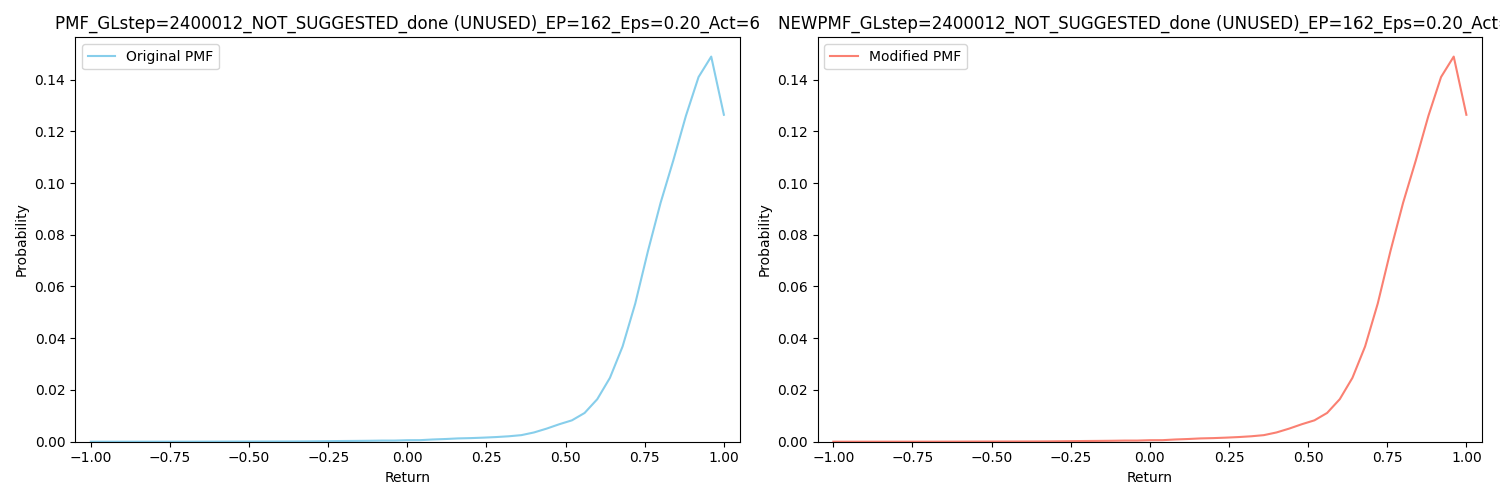 PMF_GLstep=2400012_NOT_SUGGESTED_done (UNUSED)_EP=162_Eps=0.20_Act=6
Original PMF
Probability
0.14
0.12
0.10
0.08
0.06
0.04
0.02
0.00
−1.00 −0.75 −0.50 −0.25 0.00 0.25 0.50 0.75 1.00
Return
NEWPMF_GLstep=2400012_NOT_SUGGESTED_done (UNUSED)_EP=162_Eps=0.20_Act=
Modified PMF
Probability
0.14
0.12
0.10
0.08
0.06
0.04
0.02
0.00
−1.00 −0.75 −0.50 −0.25 0.00 0.25 0.50 0.75 1.00
Return